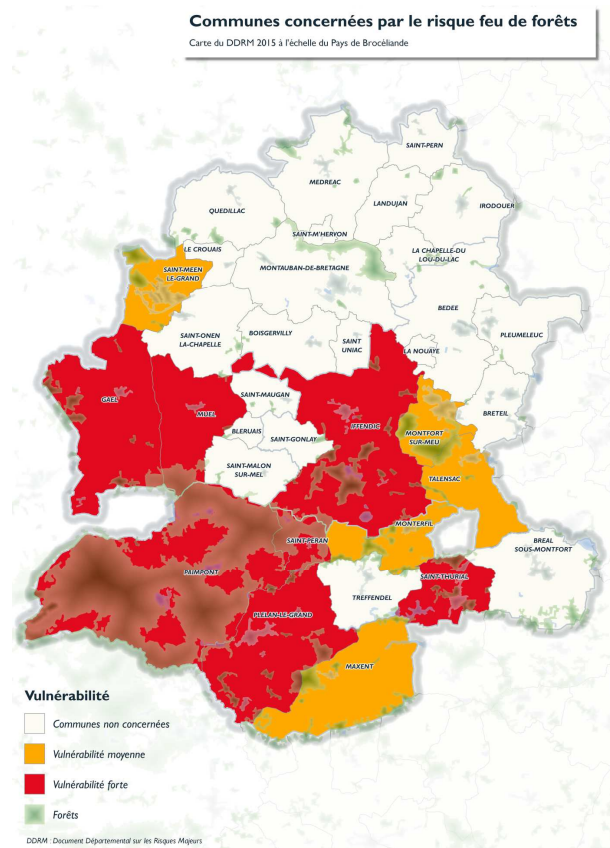 Communes concernées par le risque feu de forêts
Carte du DDRM 2015 à l'échelle du Pays de Brocéliande
SAINT-PERN
MEDREAC
LANDUJAN
IRODOUER
QUEDILLAC
SAINT-M'HERVON
LE CROUAIS
LA CHAPELLE-DU
LOU-DU-LAC
SAINT-MEEN
LE-GRAND
MONTAUBAN-DE-BRETAGNE
BEDEE
PLEUMELEUC
SAINT-ONEN
LA-CHAPELLE
BOISGERVILLY
SAINT
UNIAC
LA NOUAYE
GAEL
MUEL
SAINT-MAUGAN
BRETEIL
IFFENDIC
BLERUAIS
SAINT-GONLAY
MONTFORT
SUR-MEU
SAINT-MALON
SUR-MEL
TALENSAC
MONTERFIL
SAINT-PERAN
BREAL
SOUS-MONTFORT
PAIMPONT
SAINT-THURIAL
TREFFENDEL
PLELAN-LE-GRAND
MAXENT
Vulnérabilité
Communes non concernées
Vulnérabilité moyenne
Vulnérabilité forte
Forêts
DDRM : Document Départemental sur les Risques Majeurs